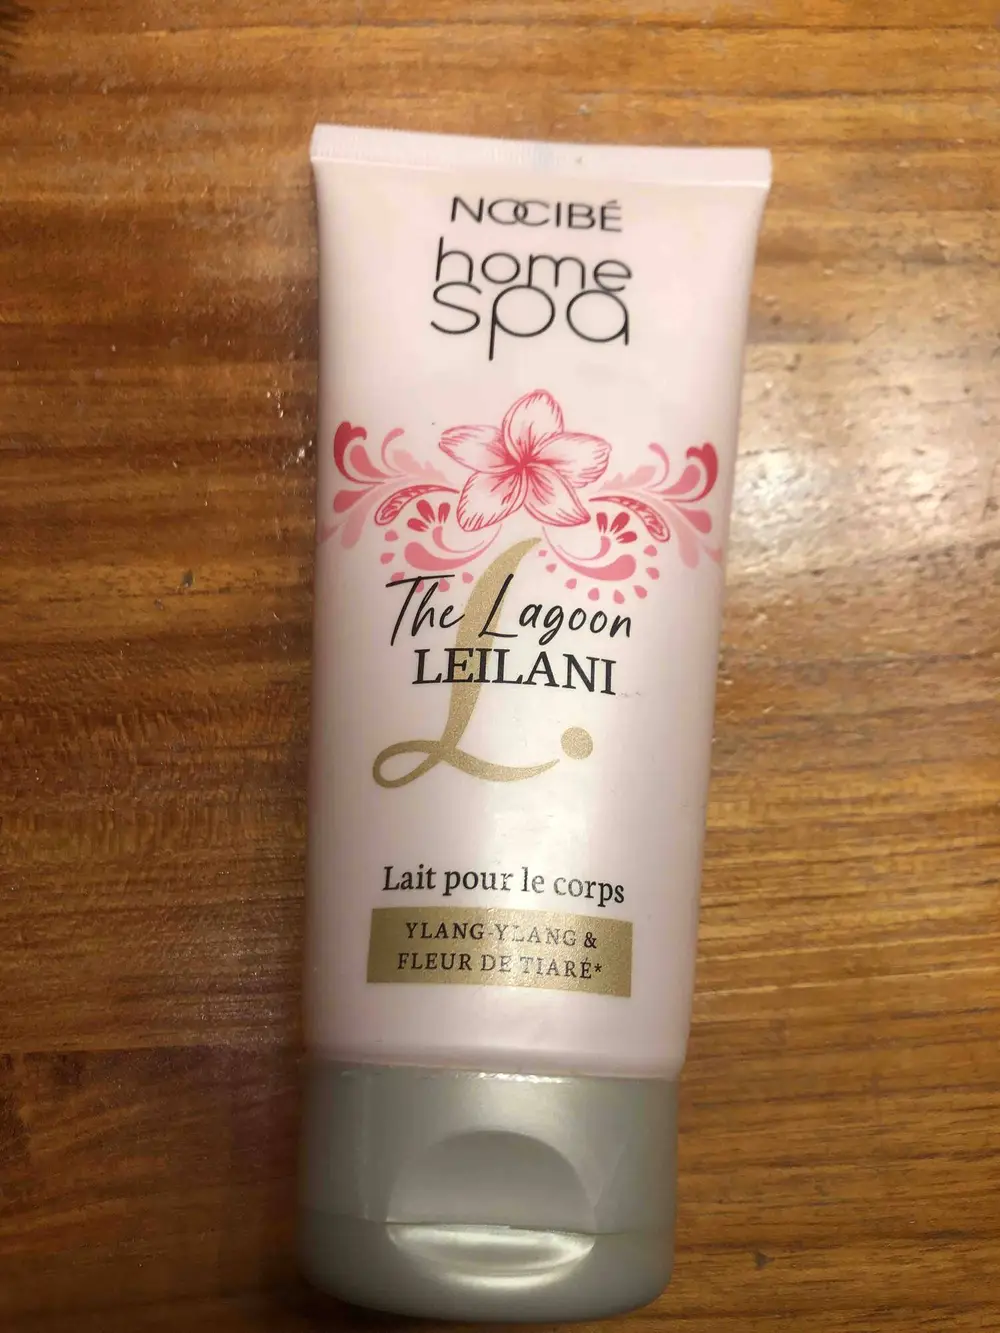 NOCIBÉ
home
spa
The Lagoon
LEILANI
L.
Lait pour le corps
YLANG-YLANG &
FLEUR DE TIARÉ*